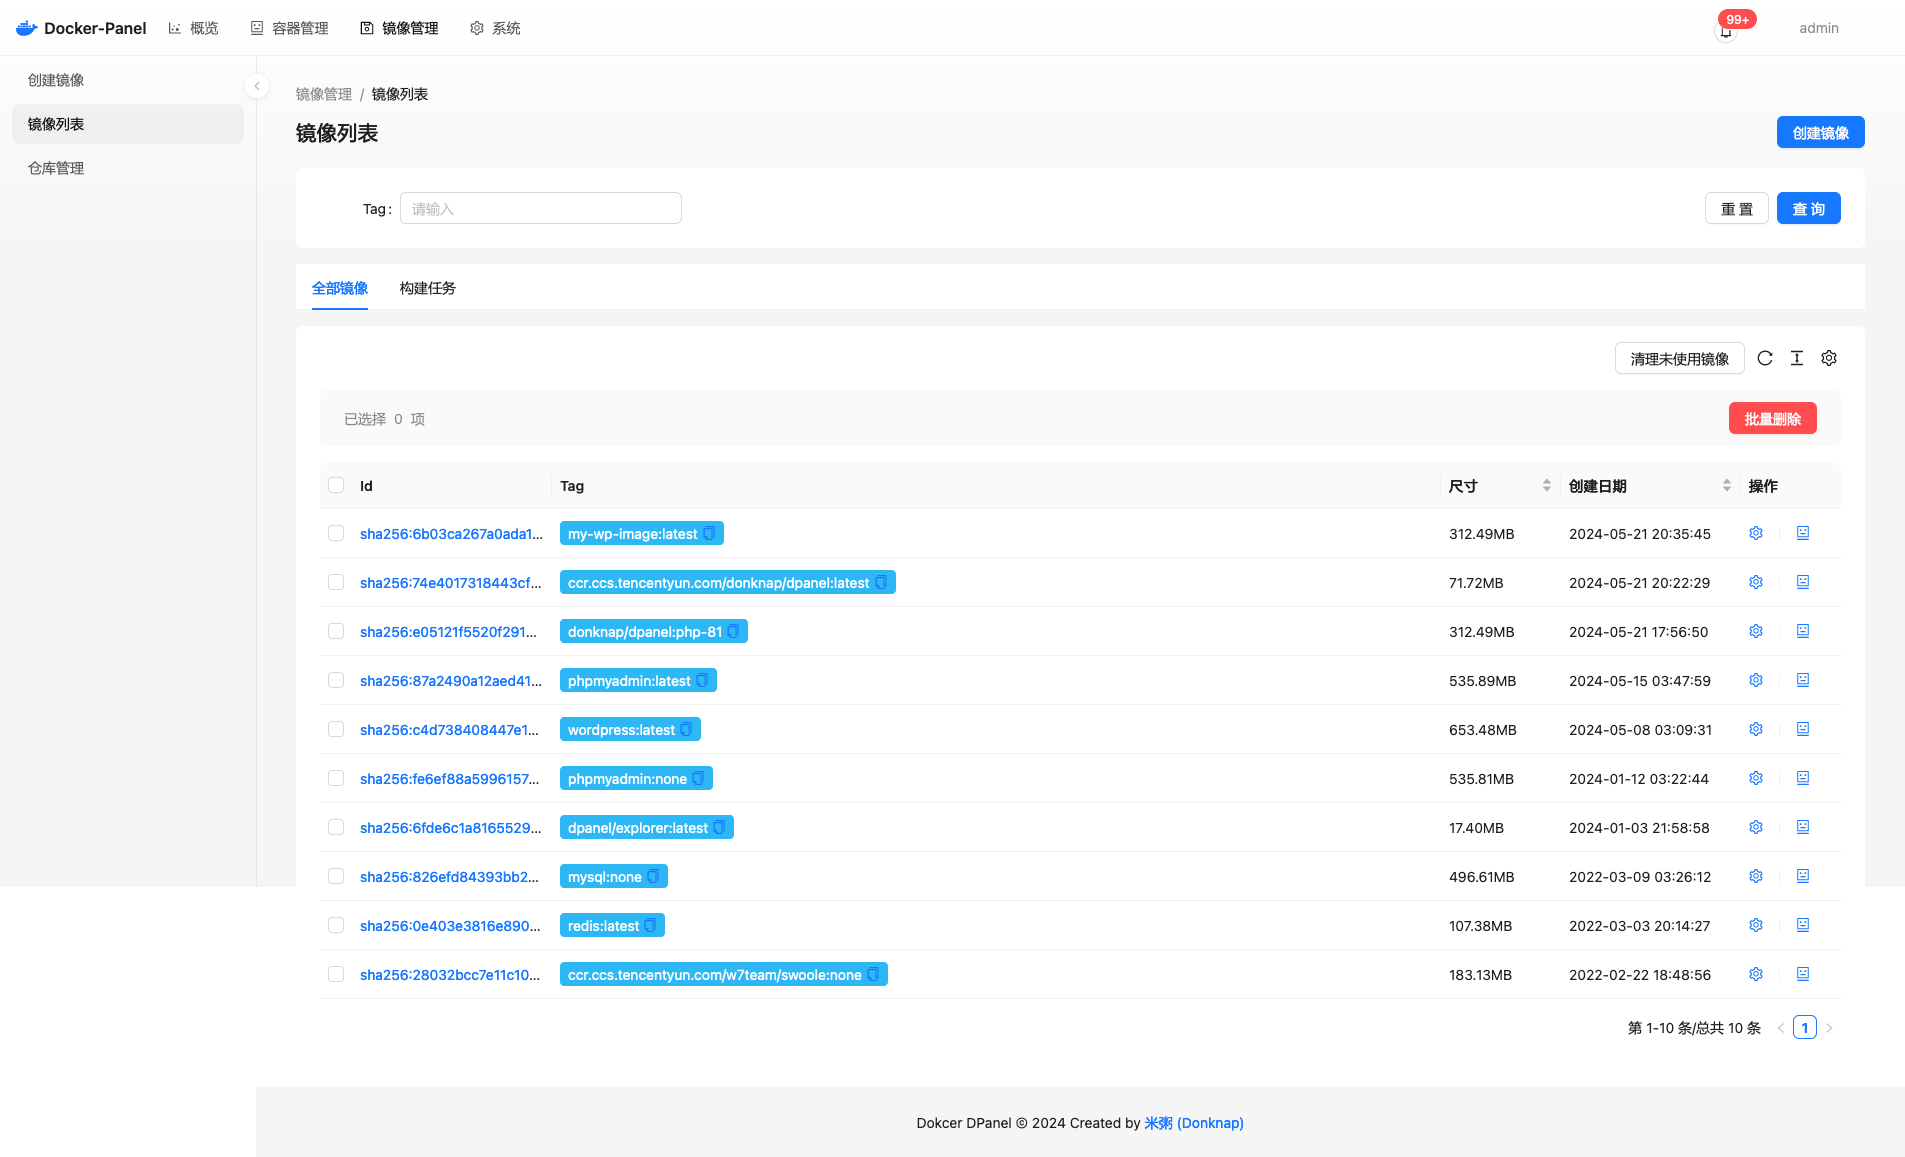 Docker-Panel 概览 容器管理 镜像管理 系统 99+ admin
创建镜像
镜像列表
仓库管理
镜像管理 / 镜像列表
镜像列表 创建镜像
Tag: 请输入 重 置 查 询
全部镜像 构建任务
清理未使用镜像
已选择 0 项 批量删除
Id Tag 尺寸 创建日期 操作
sha256:6b03ca267a0ada1... my-wp-image:latest 312.49MB 2024-05-21 20:35:45
sha256:74e4017318443cf... ccr.ccs.tencentyun.com/donknap/dpanel:latest 71.72MB 2024-05-21 20:22:29
sha256:e05121f5520f291... donknap/dpanel:php-81 312.49MB 2024-05-21 17:56:50
sha256:87a2490a12aed41... phpmyadmin:latest 535.89MB 2024-05-15 03:47:59
sha256:c4d738408447e1... wordpress:latest 653.48MB 2024-05-08 03:09:31
sha256:fe6ef88a5996157... phpmyadmin:none 535.81MB 2024-01-12 03:22:44
sha256:6fde6c1a8165529... dpanel/explorer:latest 17.40MB 2024-01-03 21:58:58
sha256:826efd84393bb2... mysql:none 496.61MB 2022-03-09 03:26:12
sha256:0e403e3816e890... redis:latest 107.38MB 2022-03-03 20:14:27
sha256:28032bcc7e11c10... ccr.ccs.tencentyun.com/w7team/swoole:none 183.13MB 2022-02-22 18:48:56
第 1-10 条/总共 10 条 < 1 >
Dokcer DPanel © 2024 Created by 米粥 (Donknap)